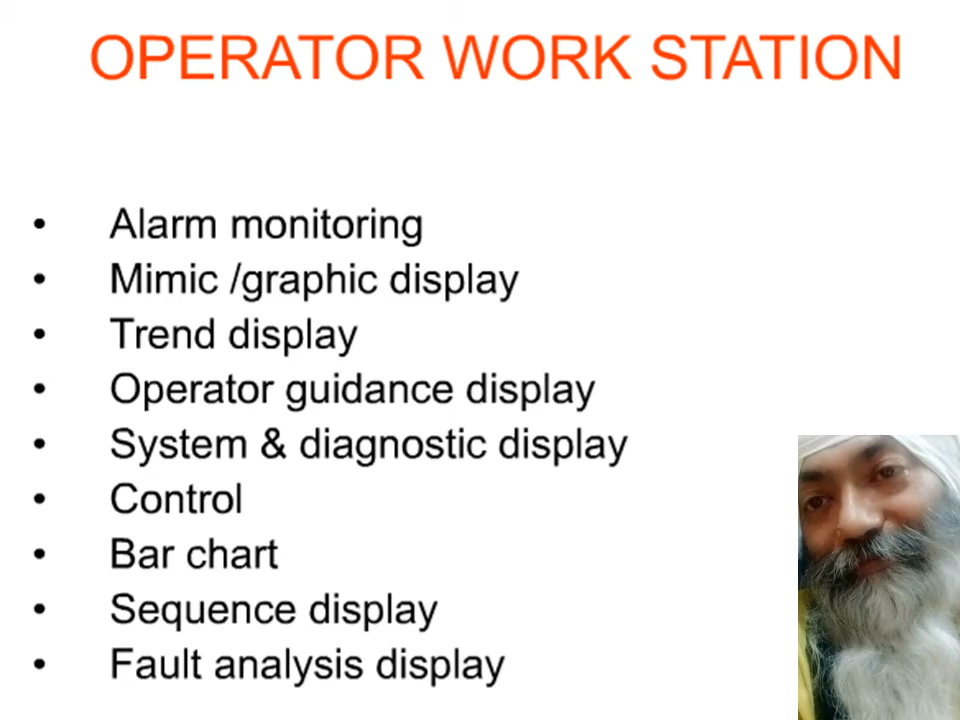 OPERATOR WORK STATION
• Alarm monitoring
• Mimic /graphic display
• Trend display
• Operator guidance display
• System & diagnostic display
• Control
• Bar chart
• Sequence display
• Fault analysis display